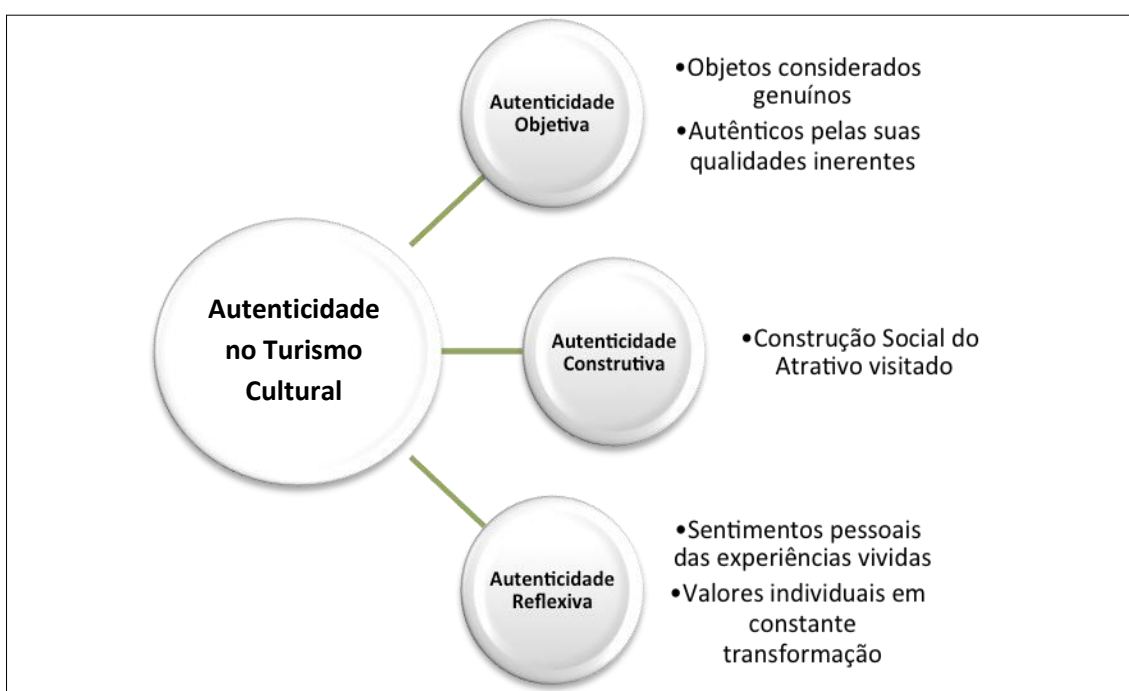 Autenticidade
no Turismo
Cultural
Autenticidade
Objetiva
•Objetos considerados
genuínos
•Autênticos pelas suas
qualidades inerentes
Autenticidade
Construtiva
•Construção Social do
Atrativo visitado
Autenticidade
Reflexiva
•Sentimentos pessoais
das experiências vividas
•Valores individuais em
constante
transformação